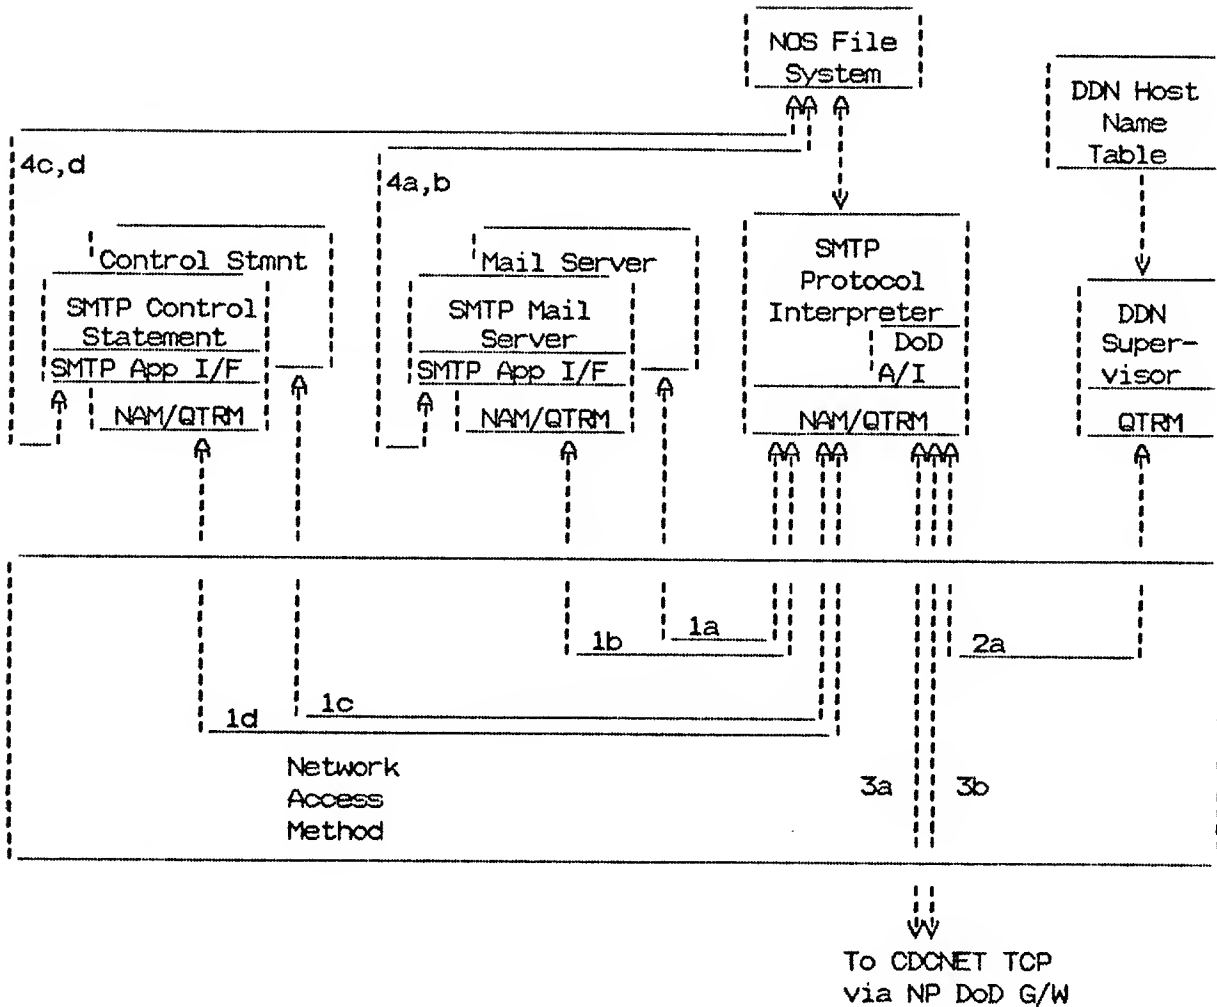 NOS File
System
DDN Host
Name
Table
4c,d
4a,b
Control Stmnt
SMTP Control
Statement
SMTP App I/F
NAM/QTRM
Mail Server
SMTP Mail
Server
SMTP App I/F
NAM/QTRM
SMTP
Protocol
Interpreter
DoD
A/I
NAM/QTRM
DDN
Super-
visor
QTRM
1a
1b
2a
1c
1d
3a
3b
Network
Access
Method
To CDCNET TCP
via NP DoD G/W